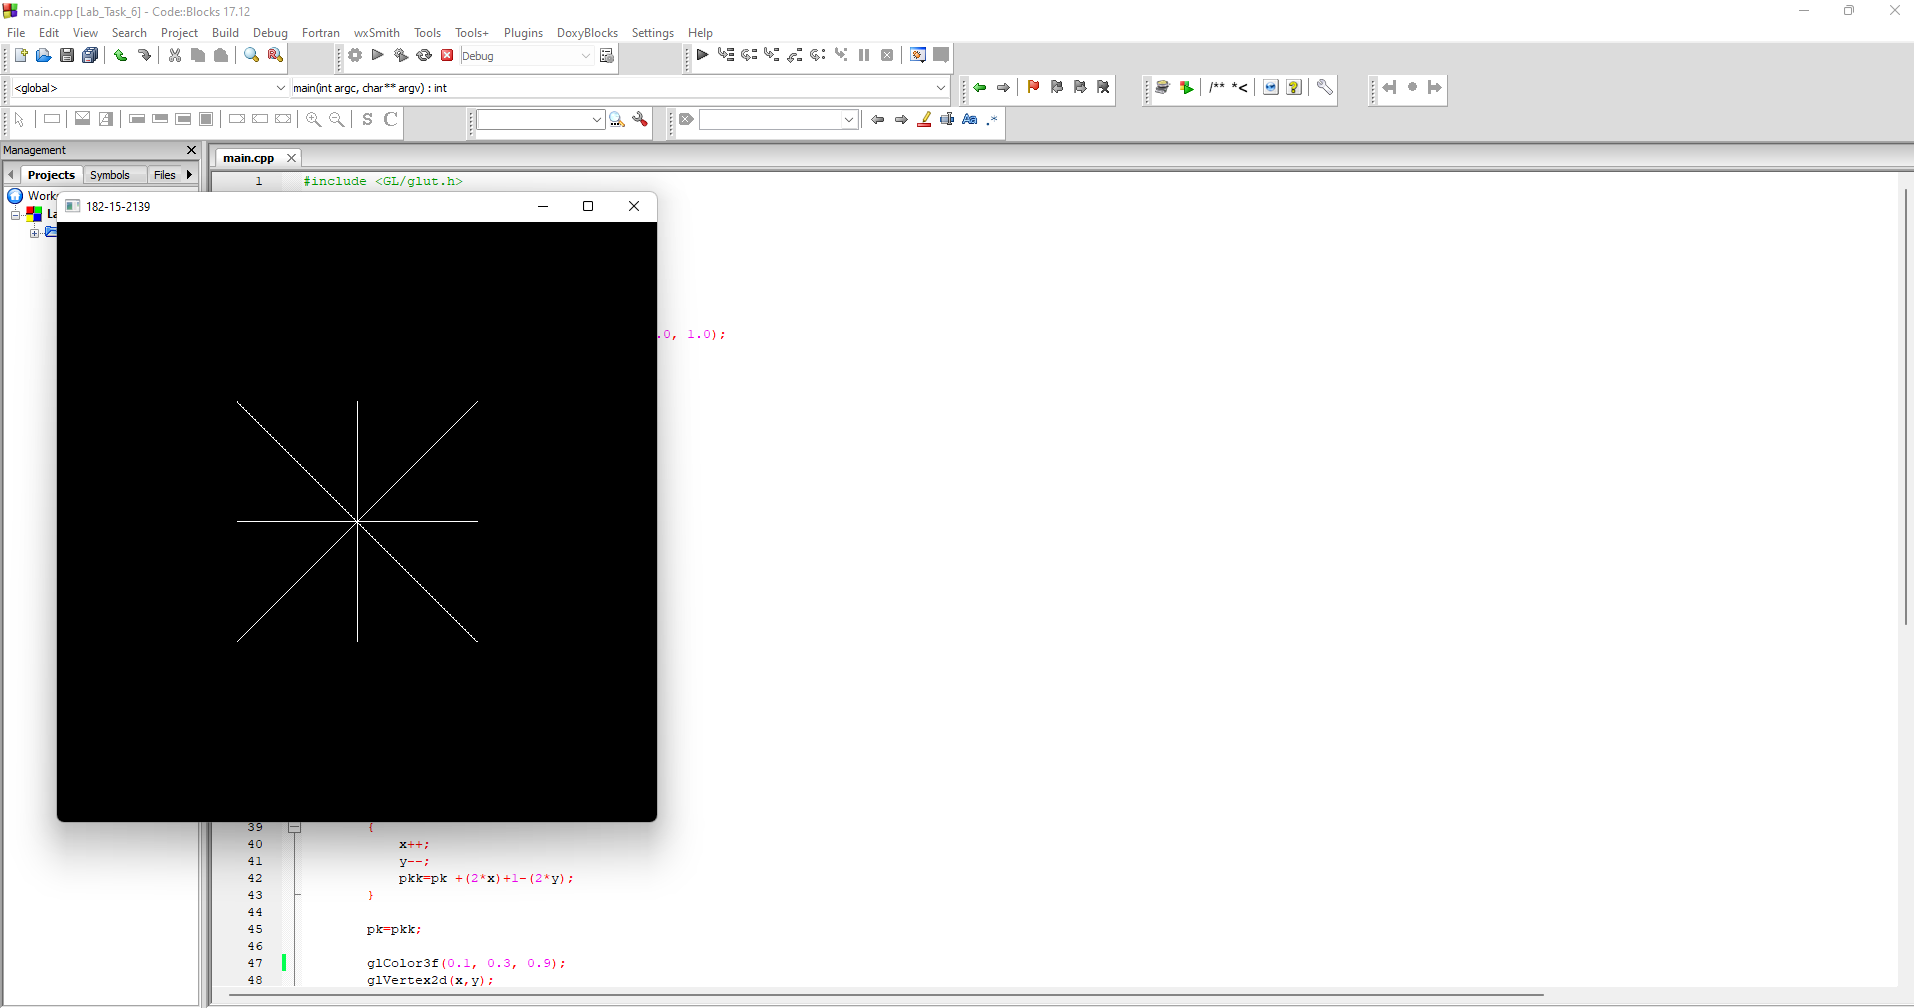 main.cpp [Lab_Task_6] - Code::Blocks 17.12
File Edit View Search Project Build Debug Fortran wxSmith Tools Tools+ Plugins DoxyBlocks Settings Help
Debug
<global> main(int argc, char** argv) : int
/** *<
S C
Aa .*
Management
main.cpp
Projects Symbols Files
1 #include <GL/glut.h>
182-15-2139
.0, 1.0);
39 {
40 x++;
41 y--;
42 pkk=pk +(2*x)+1-(2*y);
43 }
44
45 pk=pkk;
46
47 glColor3f(0.1, 0.3, 0.9);
48 glVertex2d(x,y);